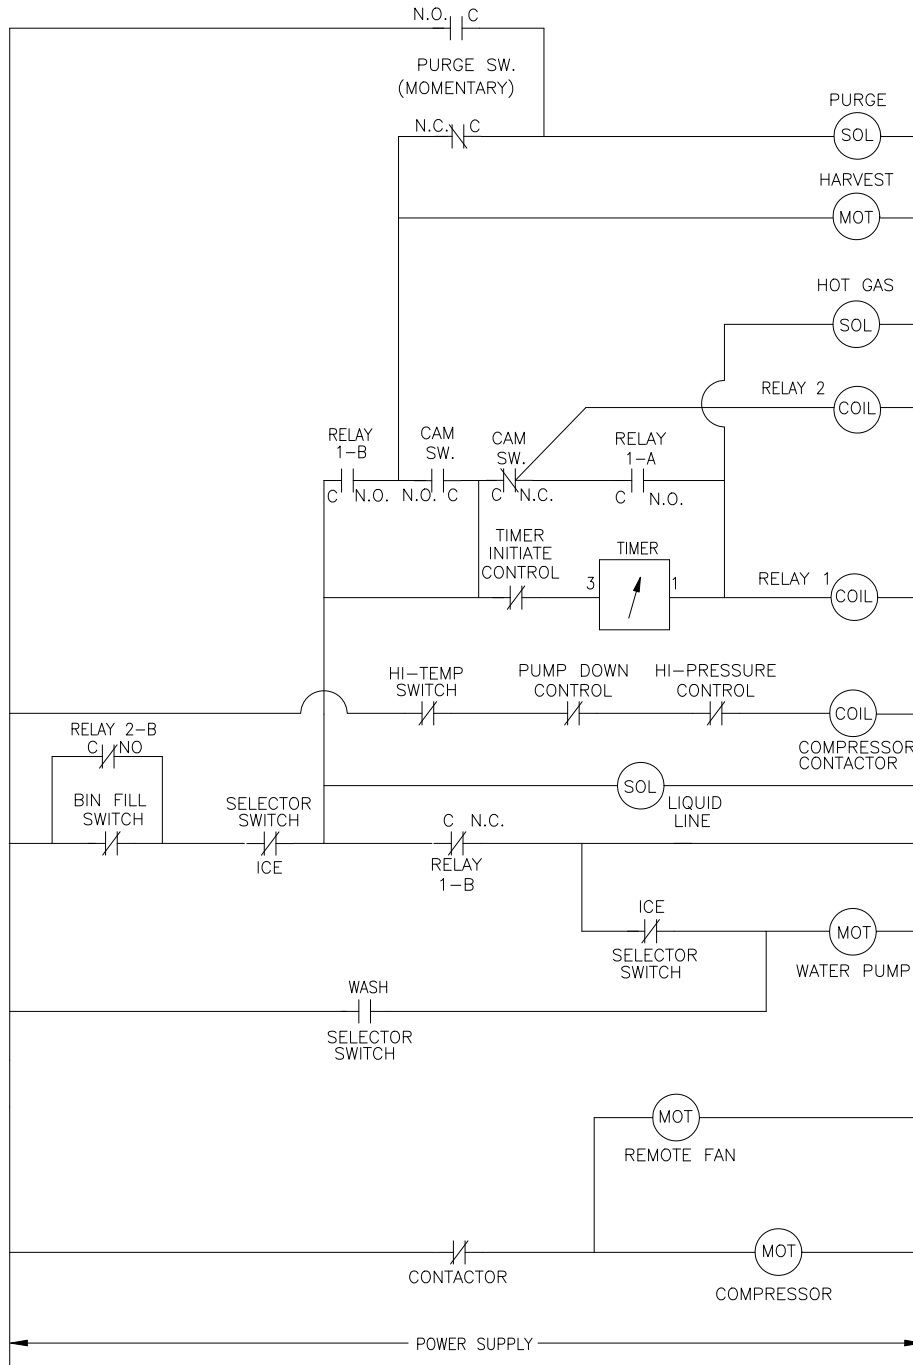 N.O. C
PURGE SW.
(MOMENTARY)
PURGE
N.C. C
SOL
HARVEST
MOT
HOT GAS
SOL
RELAY 2
COIL
RELAY
1-B
CAM
SW.
CAM
SW.
RELAY
1-A
C N.O.
N.O. C
C N.C.
C N.O.
TIMER
INITIATE
CONTROL
TIMER
3
1
RELAY 1
COIL
HI-TEMP
SWITCH
PUMP DOWN
CONTROL
HI-PRESSURE
CONTROL
COIL
COMPRESSOR
CONTACTOR
RELAY 2-B
C NO
SOL
LIQUID
LINE
BIN FILL
SWITCH
SELECTOR
SWITCH
ICE
C N.C.
RELAY
1-B
ICE
SELECTOR
SWITCH
MOT
WATER PUMP
WASH
SELECTOR
SWITCH
MOT
REMOTE FAN
CONTACTOR
MOT
COMPRESSOR
POWER SUPPLY